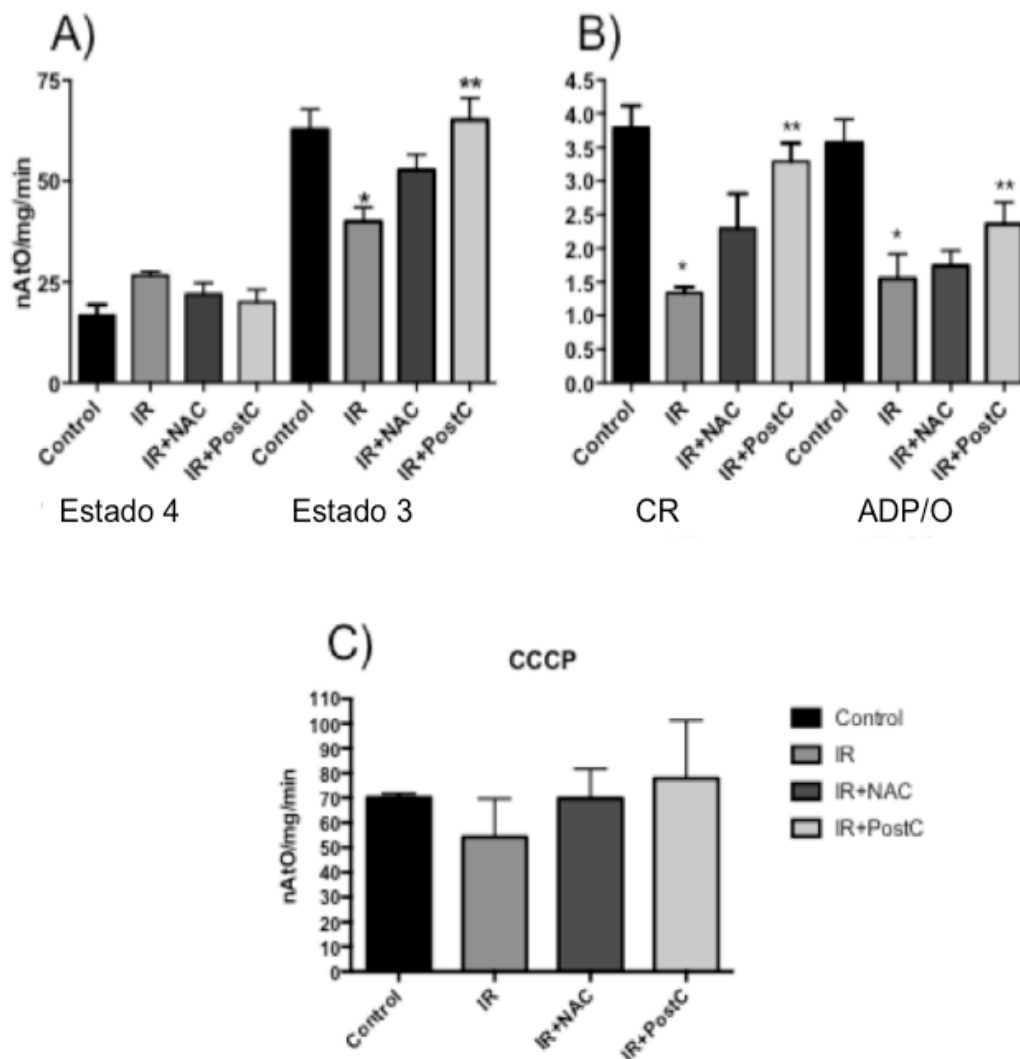 A)
75
50
25
0
nAtO/mg/min
**
*
Control
IR
IR+NAC
IR+PostC
Control
IR
IR+NAC
IR+PostC
Estado 4
Estado 3
B)
4.5
4.0
3.5
3.0
2.5
2.0
1.5
1.0
0.5
0.0
*
**
*
**
Control
IR
IR+NAC
IR+PostC
Control
IR
IR+NAC
IR+PostC
CR
ADP/O
C)
CCCP
110
100
90
80
70
60
50
40
30
20
10
0
nAtO/mg/min
Control
IR
IR+NAC
IR+PostC
Control
IR
IR+NAC
IR+PostC